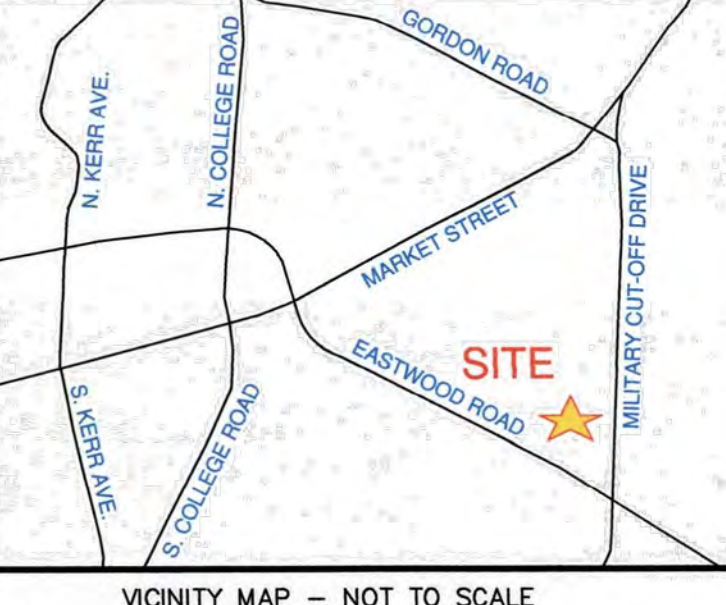 GORDON ROAD
N. KERR AVE.
N. COLLEGE ROAD
MARKET STREET
MILITARY CUT-OFF DRIVE
SITE
EASTWOOD ROAD
S. KERR AVE.
S. COLLEGE ROAD
VICINITY MAP – NOT TO SCALE